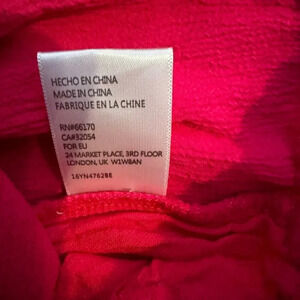 HECHO EN CHINA
MADE IN CHINA
FABRIQUE EN LA CHINE
RN#66170
CA#32054
FOR EU
24 MARKET PLACE, 3RD FLOOR
LONDON, UK W1W8AN
16YN4762BE